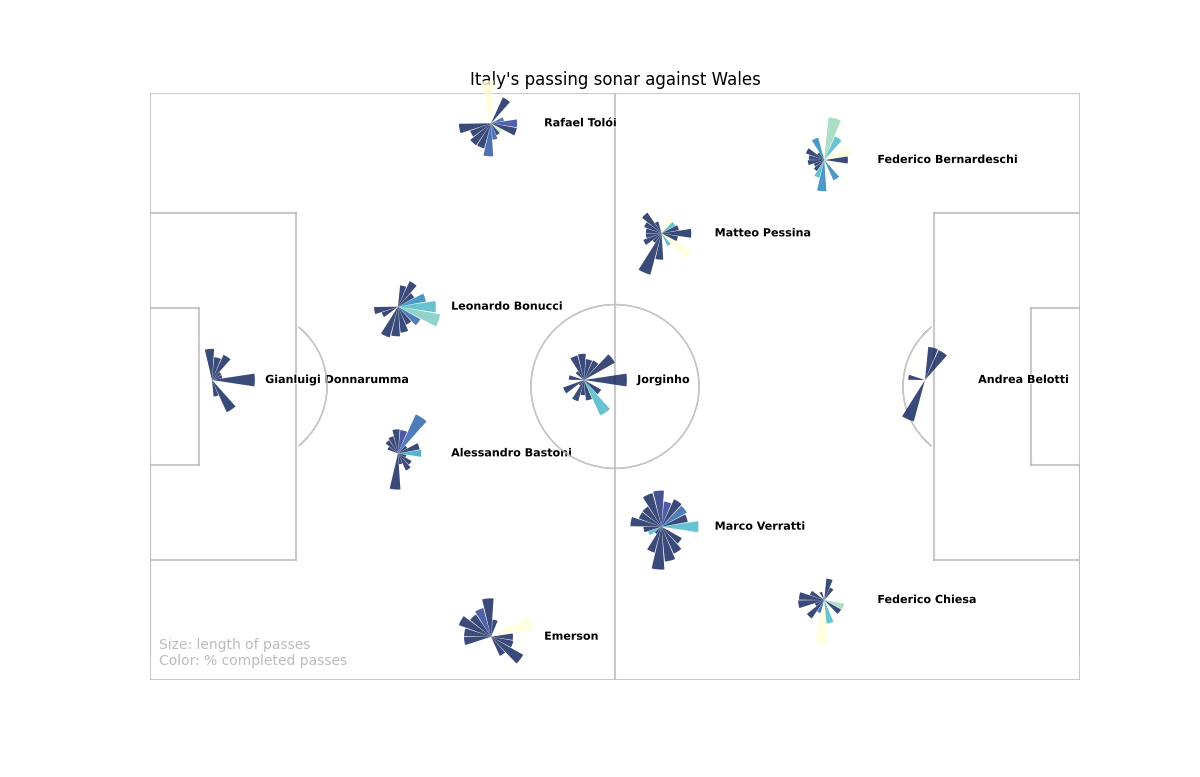 Italy's passing sonar against Wales
Rafael Tolói
Federico Bernardeschi
Matteo Pessina
Leonardo Bonucci
Gianluigi Donnarumma
Jorginho
Andrea Belotti
Alessandro Bastoni
Marco Verratti
Federico Chiesa
Emerson
Size: length of passes
Color: % completed passes